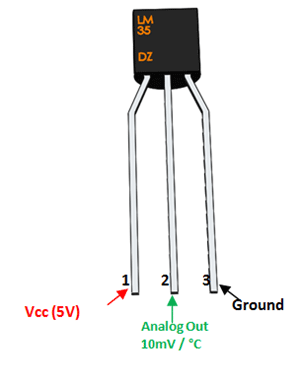 LM
35
DZ
1
2
3
Vcc (5V)
Analog Out
10mV / °C
Ground